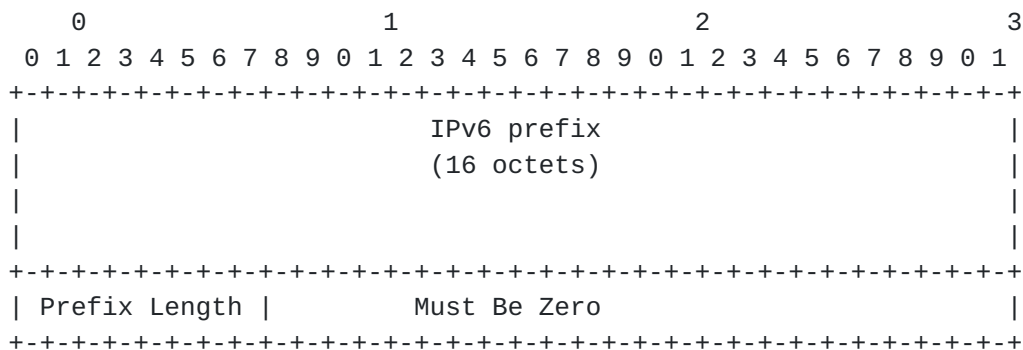 0                   1                   2                   3
 0 1 2 3 4 5 6 7 8 9 0 1 2 3 4 5 6 7 8 9 0 1 2 3 4 5 6 7 8 9 0 1
+-+-+-+-+-+-+-+-+-+-+-+-+-+-+-+-+-+-+-+-+-+-+-+-+-+-+-+-+-+-+-+-+
|                          IPv6 prefix                          |
|                          (16 octets)                          |
|                                                               |
|                                                               |
+-+-+-+-+-+-+-+-+-+-+-+-+-+-+-+-+-+-+-+-+-+-+-+-+-+-+-+-+-+-+-+-+
| Prefix Length |         Must Be Zero                          |
+-+-+-+-+-+-+-+-+-+-+-+-+-+-+-+-+-+-+-+-+-+-+-+-+-+-+-+-+-+-+-+-+